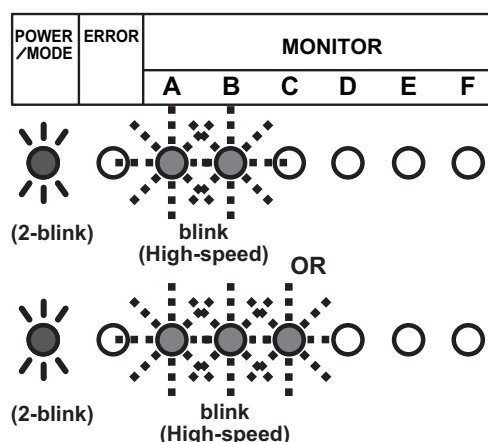 POWER ERROR MONITOR
/MODE
A B C D E F
(2-blink) blink
(High-speed)
OR
(2-blink) blink
(High-speed)